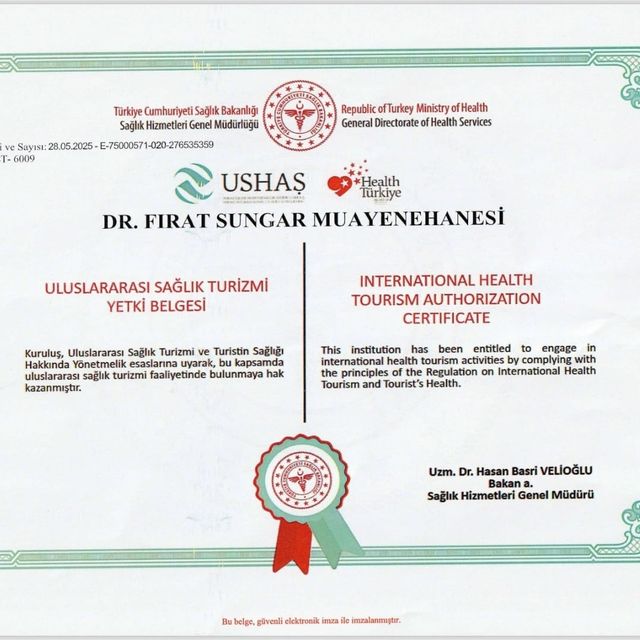 Türkiye Cumhuriyeti Sağlık Bakanlığı
Sağlık Hizmetleri Genel Müdürlüğü
Republic of Turkey Ministry of Health
General Directorate of Health Services
i ve Sayısı: 28.05.2025 - E-75000571-020-276535359
T- 6009
USHAŞ
Health
Türkiye
DR. FIRAT SUNGAR MUAYENEHANESİ
ULUSLARARASI SAĞLIK TURİZMİ
YETKİ BELGESİ
Kuruluş, Uluslararası Sağlık Turizmi ve Turistin Sağlığı
Hakkında Yönetmelik esaslarına uyarak, bu kapsamda
uluslararası sağlık turizmi faaliyetinde bulunmaya hak
kazanmıştır.
INTERNATIONAL HEALTH
TOURISM AUTHORIZATION
CERTIFICATE
This institution has been entitled to engage in
international health tourism activities by complying with
the principles of the Regulation on International Health
Tourism and Tourist's Health.
Uzm. Dr. Hasan Basri VELİOĞLU
Bakan a.
Sağlık Hizmetleri Genel Müdürü
Bu belge, güvenli elektronik imza ile imzalanmıştır.